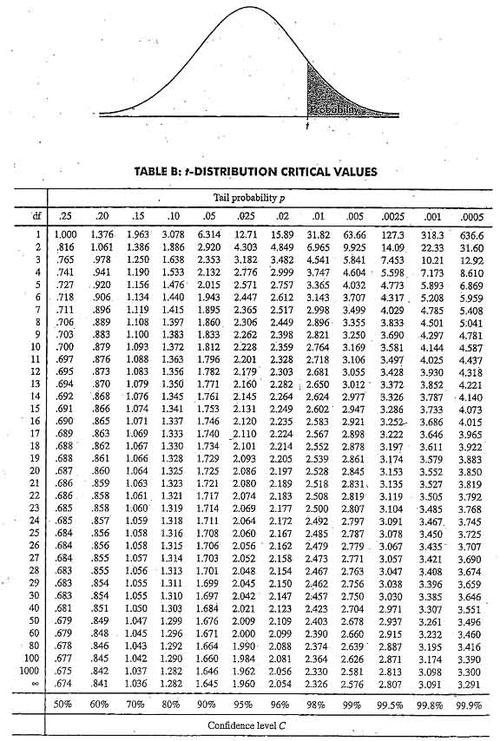 Probability
t
TABLE B: t-DISTRIBUTION CRITICAL VALUES
Tail probability p
df .25 .20 .15 .10 .05 .025 .02 .01 .005 .0025 .001 .0005
1 1.000 1.376 1.963 3.078 6.314 12.71 15.89 31.82 63.66 127.3 318.3 636.6
2 .816 1.061 1.386 1.886 2.920 4.303 4.849 6.965 9.925 14.09 22.33 31.60
3 .765 .978 1.250 1.638 2.353 3.182 3.482 4.541 5.841 7.453 10.21 12.92
4 .741 .941 1.190 1.533 2.132 2.776 2.999 3.747 4.604 5.598 7.173 8.610
5 .727 .920 1.156 1.476 2.015 2.571 2.757 3.365 4.032 4.773 5.893 6.869
6 .718 .906 1.134 1.440 1.943 2.447 2.612 3.143 3.707 4.317 5.208 5.959
7 .711 .896 1.119 1.415 1.895 2.365 2.517 2.998 3.499 4.029 4.785 5.408
8 .706 .889 1.108 1.397 1.860 2.306 2.449 2.896 3.355 3.833 4.501 5.041
9 .703 .883 1.100 1.383 1.833 2.262 2.398 2.821 3.250 3.690 4.297 4.781
10 .700 .879 1.093 1.372 1.812 2.228 2.359 2.764 3.169 3.581 4.144 4.587
11 .697 .876 1.088 1.363 1.796 2.201 2.328 2.718 3.106 3.497 4.025 4.437
12 .695 .873 1.083 1.356 1.782 2.179 2.303 2.681 3.055 3.428 3.930 4.318
13 .694 .870 1.079 1.350 1.771 2.160 2.282 2.650 3.012 3.372 3.852 4.221
14 .692 .868 1.076 1.345 1.761 2.145 2.264 2.624 2.977 3.326 3.787 4.140
15 .691 .866 1.074 1.341 1.753 2.131 2.249 2.602 2.947 3.286 3.733 4.073
16 .690 .865 1.071 1.337 1.746 2.120 2.235 2.583 2.921 3.252 3.686 4.015
17 .689 .863 1.069 1.333 1.740 2.110 2.224 2.567 2.898 3.222 3.646 3.965
18 .688 .862 1.067 1.330 1.734 2.101 2.214 2.552 2.878 3.197 3.611 3.922
19 .688 .861 1.066 1.328 1.729 2.093 2.205 2.539 2.861 3.174 3.579 3.883
20 .687 .860 1.064 1.325 1.725 2.086 2.197 2.528 2.845 3.153 3.552 3.850
21 .686 .859 1.063 1.323 1.721 2.080 2.189 2.518 2.831 3.135 3.527 3.819
22 .686 .858 1.061 1.321 1.717 2.074 2.183 2.508 2.819 3.119 3.505 3.792
23 .685 .858 1.060 1.319 1.714 2.069 2.177 2.500 2.807 3.104 3.485 3.768
24 .685 .857 1.059 1.318 1.711 2.064 2.172 2.492 2.797 3.091 3.467 3.745
25 .684 .856 1.058 1.316 1.708 2.060 2.167 2.485 2.787 3.078 3.450 3.725
26 .684 .856 1.058 1.315 1.706 2.056 2.162 2.479 2.779 3.067 3.435 3.707
27 .684 .855 1.057 1.314 1.703 2.052 2.158 2.473 2.771 3.057 3.421 3.690
28 .683 .855 1.056 1.313 1.701 2.048 2.154 2.467 2.763 3.047 3.408 3.674
29 .683 .854 1.055 1.311 1.699 2.045 2.150 2.462 2.756 3.038 3.396 3.659
30 .683 .854 1.055 1.310 1.697 2.042 2.147 2.457 2.750 3.030 3.385 3.646
40 .681 .851 1.050 1.303 1.684 2.021 2.123 2.423 2.704 2.971 3.307 3.551
50 .679 .849 1.047 1.299 1.676 2.009 2.109 2.403 2.678 2.937 3.261 3.496
60 .679 .848 1.045 1.296 1.671 2.000 2.099 2.390 2.660 2.915 3.232 3.460
80 .678 .846 1.043 1.292 1.664 1.990 2.088 2.374 2.639 2.887 3.195 3.416
100 .677 .845 1.042 1.290 1.660 1.984 2.081 2.364 2.626 2.871 3.174 3.390
1000 .675 .842 1.037 1.282 1.646 1.962 2.056 2.330 2.581 2.813 3.098 3.300
∞ .674 .841 1.036 1.282 1.645 1.960 2.054 2.326 2.576 2.807 3.091 3.291
50% 60% 70% 80% 90% 95% 96% 98% 99% 99.5% 99.8% 99.9%
Confidence level C